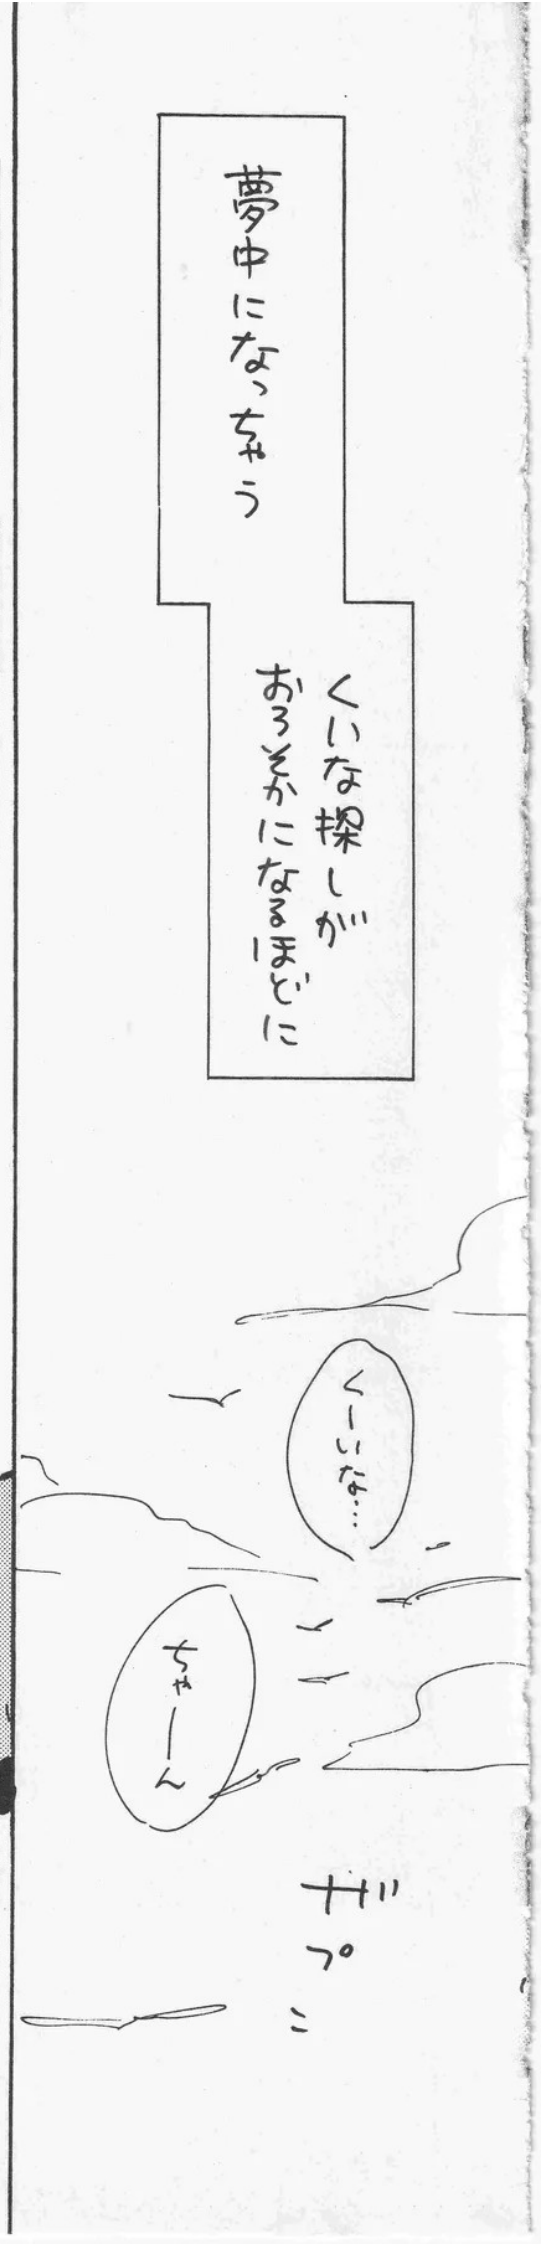 くいな探しが
おろそかになるほどに
夢中になっちゃう
くーいな…
ちゃーん
ザプ